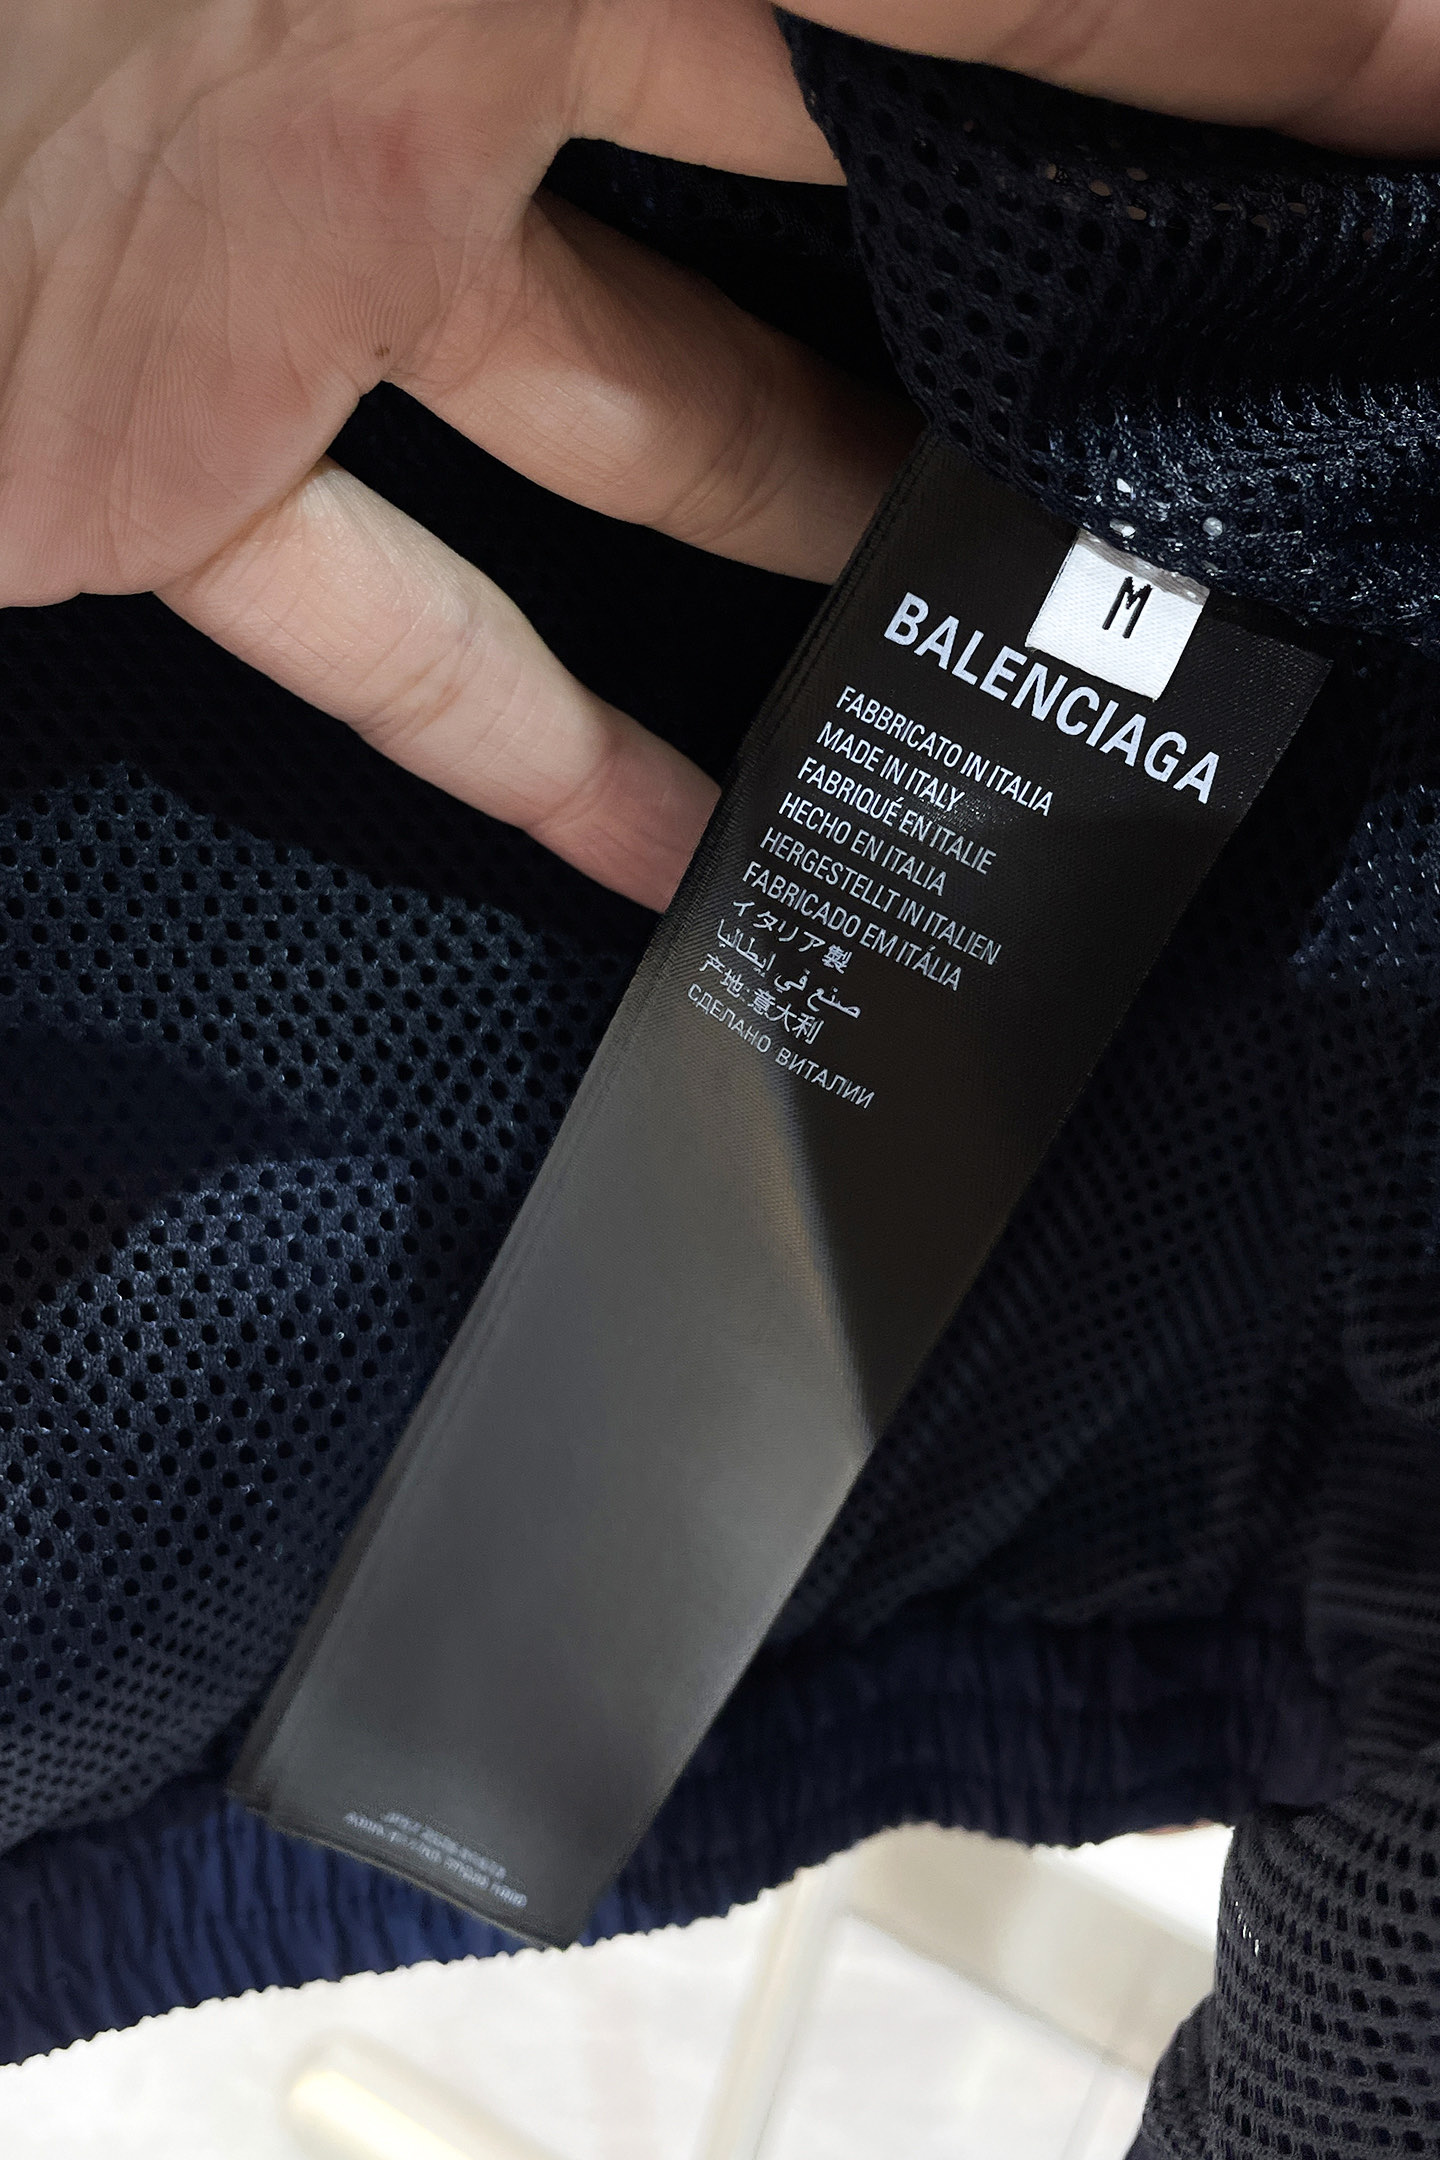 M
BALENCIAGA
FABBRICATO IN ITALIA
MADE IN ITALY
FABRIQUÉ EN ITALIE
HECHO EN ITALIA
HERGESTELLT IN ITALIEN
FABRICADO EM ITÁLIA
イタリア製
صنع في إيطاليا
产地:意大利
СДЕЛАНО ВИТАЛИИ